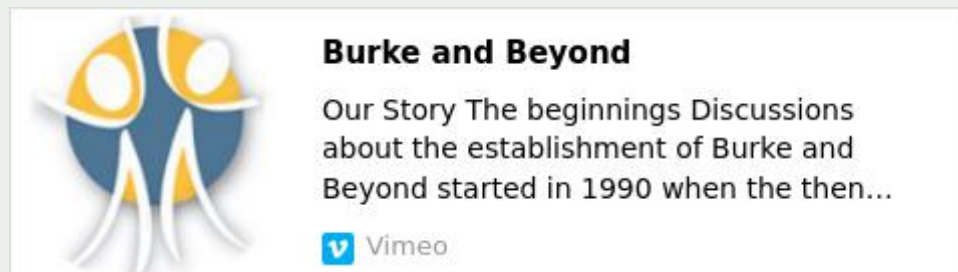 Burke and Beyond
Our Story The beginnings Discussions
about the establishment of Burke and
Beyond started in 1990 when the then...
Vimeo